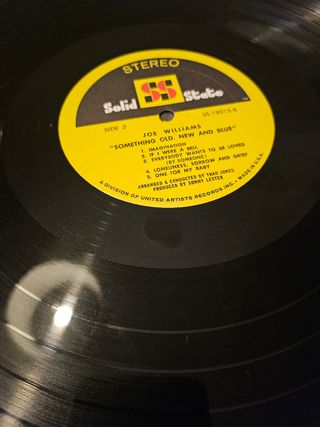 STEREO
SS
Solid State
SS-18015-B
SIDE 2
JOE WILLIAMS
"SOMETHING OLD, NEW AND BLUE"
1. IMAGINATION
2. IF I WERE A BELL
3. EVERYBODY WANTS TO BE LOVED
(BY SOMEONE)
4. LONELINESS, SORROW AND GRIEF
5. ONE FOR MY BABY
ARRANGED & CONDUCTED BY THAD JONES
PRODUCED BY SONNY LESTER
A DIVISION OF UNITED ARTISTS RECORDS INC. • MADE IN U.S.A.